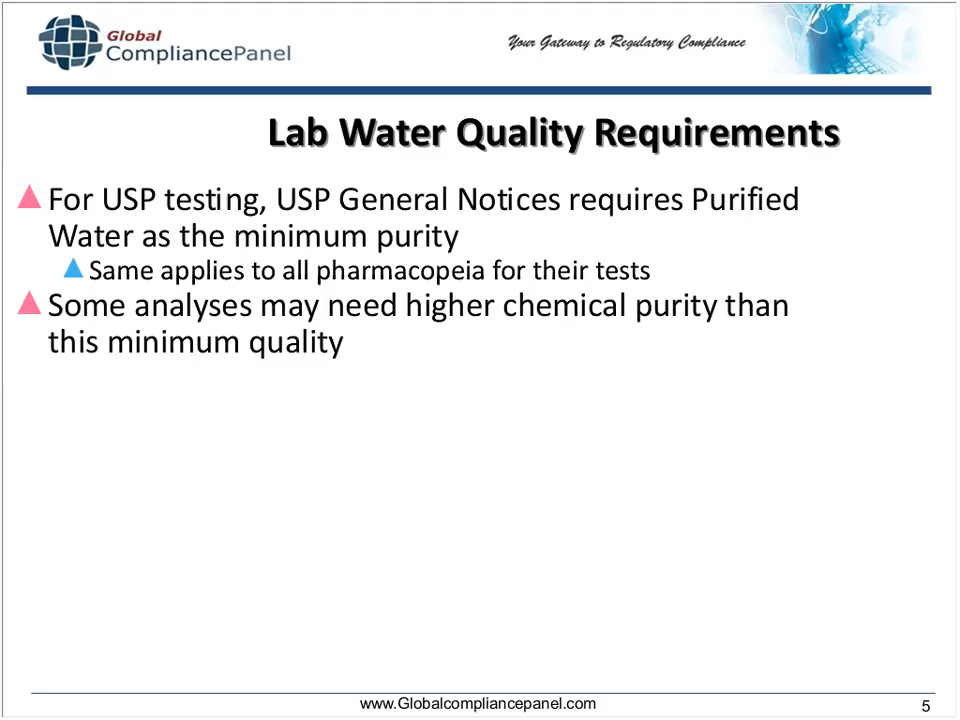 Global
CompliancePanel
Your Gateway to Regulatory Compliance
Lab Water Quality Requirements
For USP testing, USP General Notices requires Purified
Water as the minimum purity
Same applies to all pharmacopeia for their tests
Some analyses may need higher chemical purity than
this minimum quality
www.Globalcompliancepanel.com
5